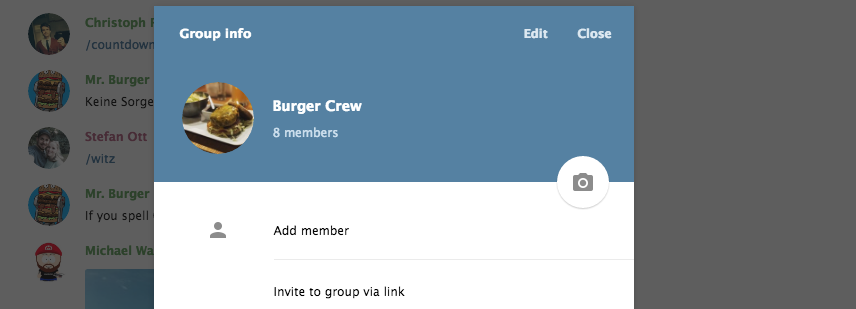 Group info
Edit
Close
Burger Crew
8 members
Add member
Invite to group via link
Christoph
/countdown
Mr. Burger
Keine Sorge
Stefan Ott
/witz
Mr. Burger
If you spell
Michael